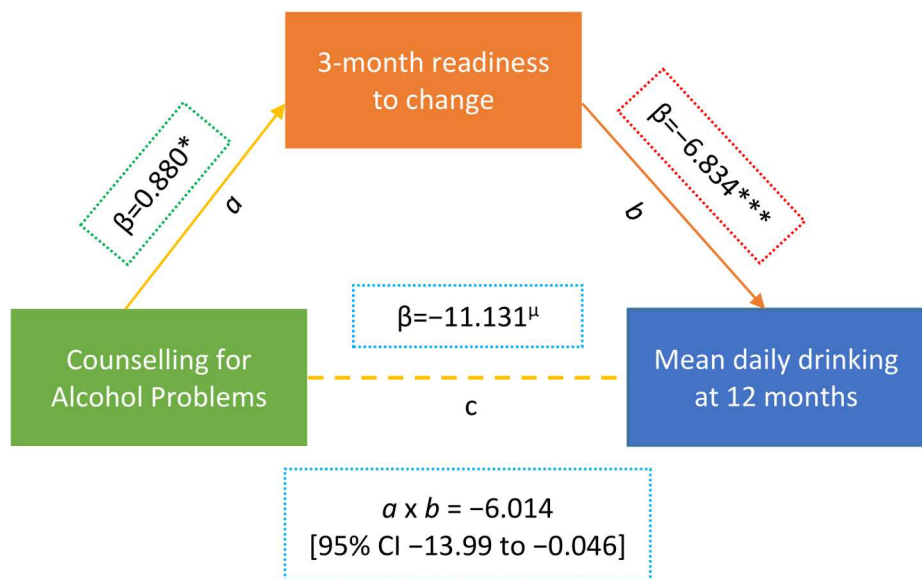 3-month readiness
to change
β=0.880*
a
β=−6.834***
b
β=−11.131ᵘ
Counselling for
Alcohol Problems
c
Mean daily drinking
at 12 months
a x b = −6.014
[95% CI −13.99 to −0.046]